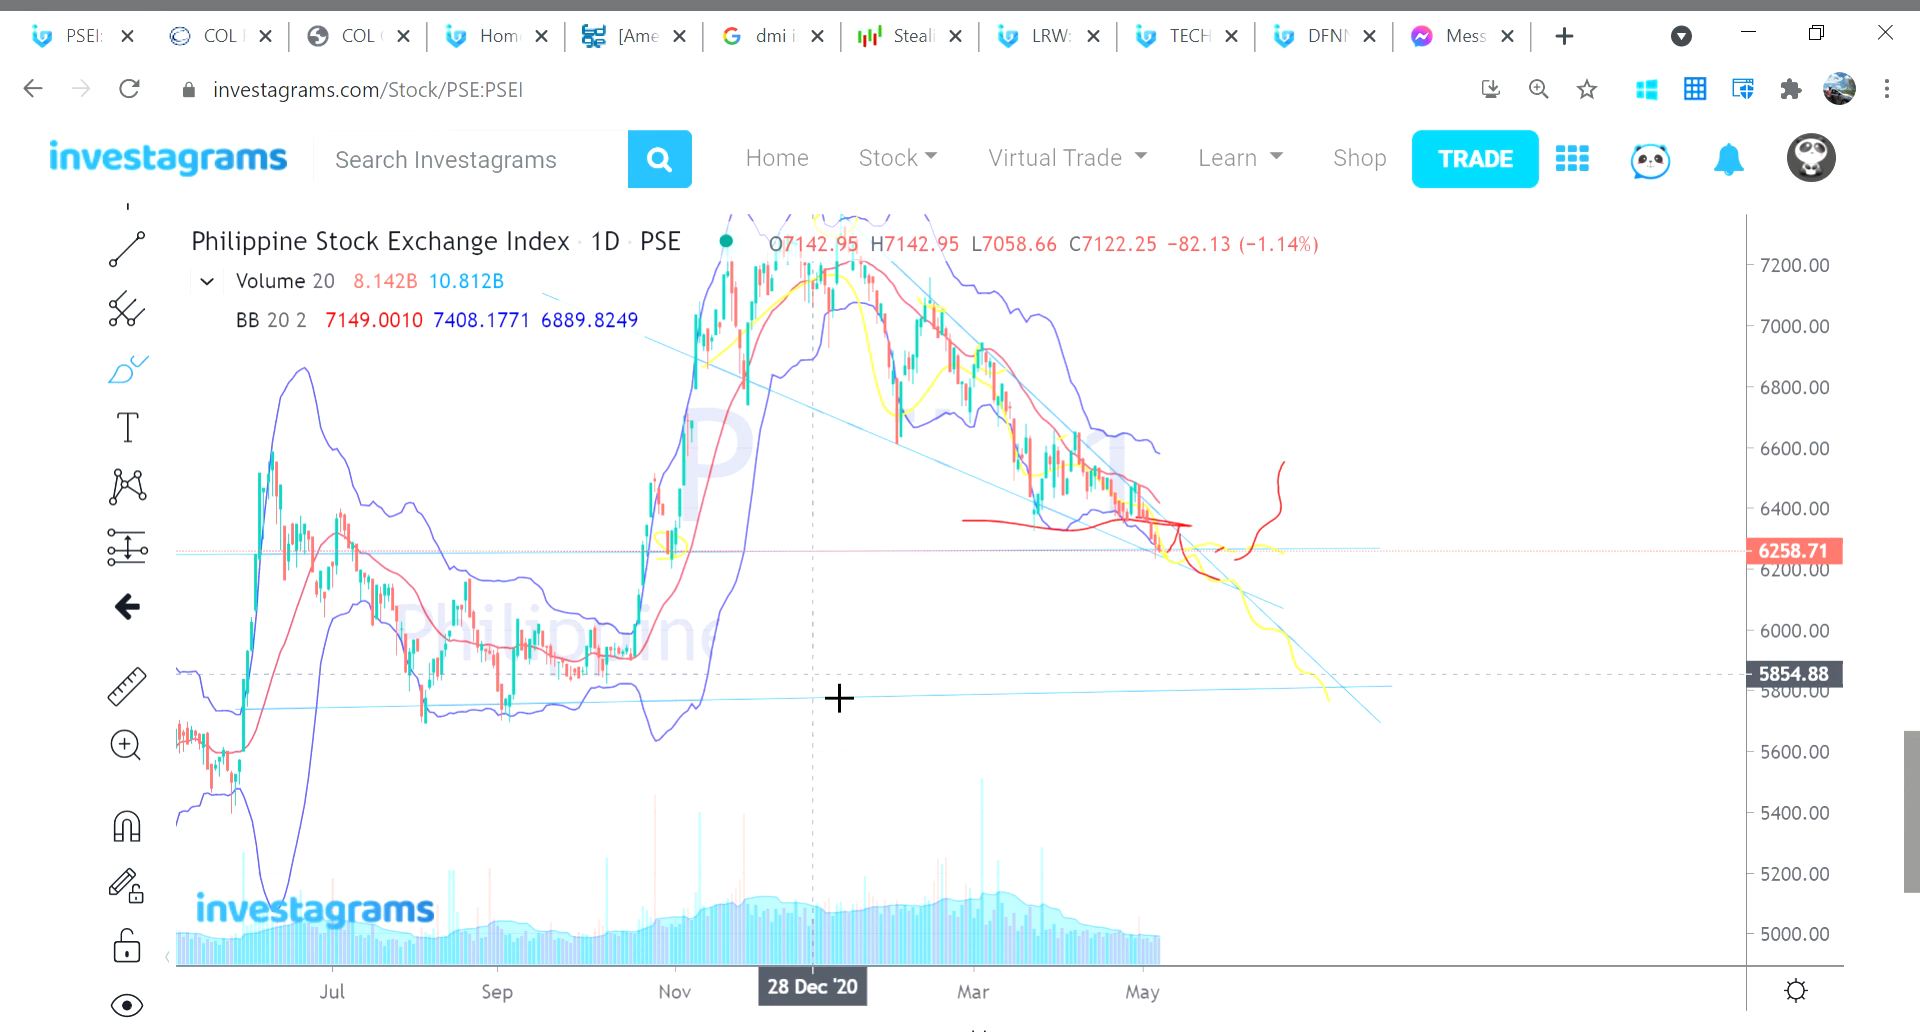 PSEI: COL COL Hom [Ame dmi i Steali LRW: TECH DFNN Mess
investagrams.com/Stock/PSE:PSEI
investagrams Search Investagrams Home Stock Virtual Trade Learn Shop TRADE
Philippine Stock Exchange Index · 1D · PSE O7142.95 H7142.95 L7058.66 C7122.25 −82.13 (−1.14%)
Volume 20 8.142B 10.812B
BB 20 2 7149.0010 7408.1771 6889.8249
T
7200.00
7000.00
6800.00
6600.00
6400.00
6258.71
6200.00
6000.00
5854.88
5800.00
5600.00
5400.00
5200.00
5000.00
Philippine
investagrams
Jul Sep Nov 28 Dec '20 Mar May